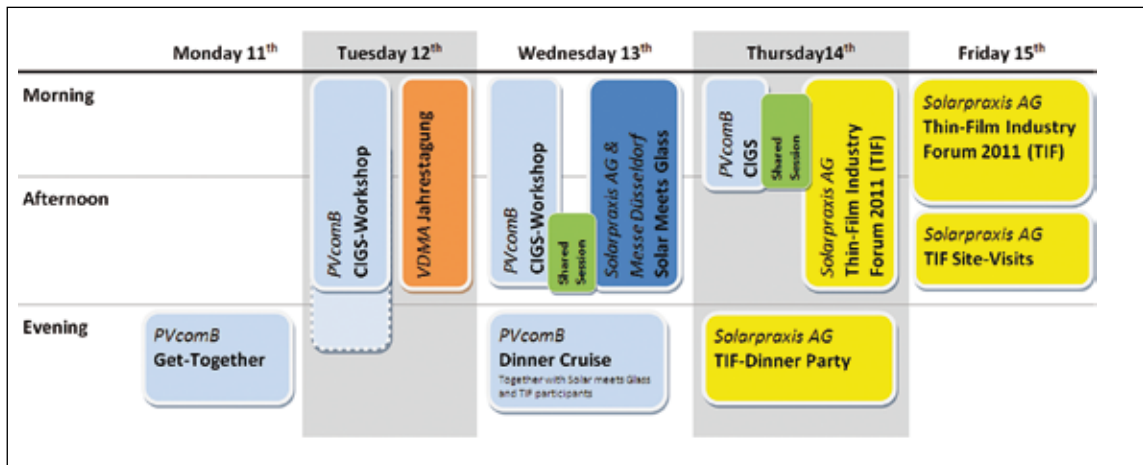 Monday 11th
Tuesday 12th
Wednesday 13th
Thursday14th
Friday 15th
Morning
Afternoon
Evening
PVcomB
Get-Together
PVcomB
CIGS-Workshop
VDMA Jahrestagung
PVcomB
CIGS-Workshop
Shared
Session
Solarpraxis AG &
Messe Düsseldorf
Solar Meets Glass
PVcomB
Dinner Cruise
Together with Solar meets Glass
and TIF participants
PVcomB
CIGS
Shared
Session
Solarpraxis AG
Thin-Film Industry
Forum 2011 (TIF)
Solarpraxis AG
TIF-Dinner Party
Solarpraxis AG
Thin-Film Industry
Forum 2011 (TIF)
Solarpraxis AG
TIF Site-Visits